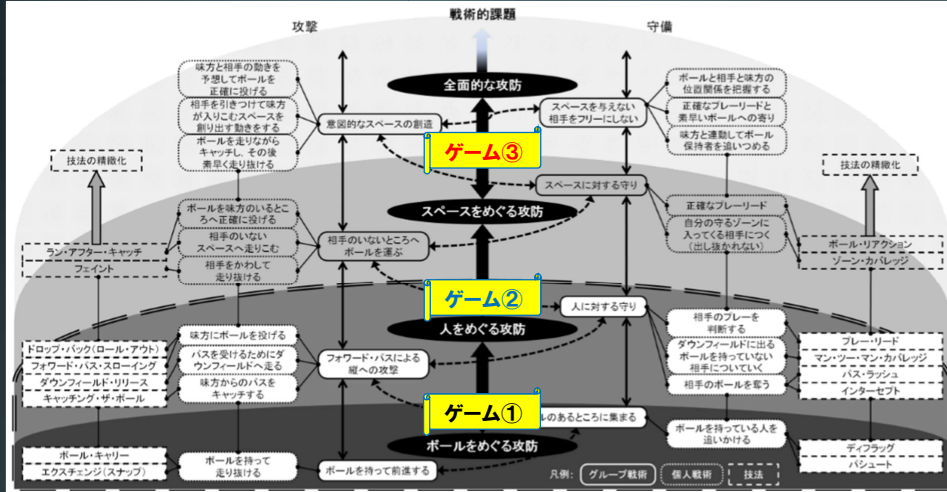 戦術的課題
攻撃
守備
全面的な攻防
味方と相手の動きを
予想してボールを
正確に投げる
相手を引きつけて味方
が入りこむスペースを
創り出す動きをする
ボールを走りながら
キャッチし、その後
素早く走り抜ける
意図的なスペースの創造
スペースを与えない
相手をフリーにしない
ボールと相手と味方の
位置関係を把握する
正確なプレーリードと
素早いボールへの寄り
味方と連動してボール
保持者を追いつめる
ゲーム③
技法の精緻化
技法の精緻化
スペースに対する守り
スペースをめぐる攻防
ボールを味方のいるとこ
ろへ正確に投げる
相手のいない
スペースへ走りこむ
相手をかわして
走り抜ける
相手のいないところへ
ボールを運ぶ
正確なプレーリード
自分の守るゾーンに
入ってくる相手につく
(出し抜かれない)
ラン・アフター・キャッチ
フェイント
ボール・リアクション
ゾーン・カバレッジ
ゲーム②
人に対する守り
人をめぐる攻防
味方にボールを投げる
パスを受けるためにダ
ウンフィールドへ走る
味方からのパスを
キャッチする
フォワード・パスによる
縦への攻撃
相手のプレーを
判断する
ダウンフィールドに出る
ボールを持っていない
相手についていく
相手のボールを奪う
ドロップ・バック(ロール・アウト)
フォワード・パス・スローイング
ダウンフィールド・リリース
キャッチング・ザ・ボール
プレー・リード
マン・ツー・マン・カバレッジ
パス・ラッシュ
インターセプト
ゲーム①
ルのあるところに集まる
ボールをめぐる攻防
ボールを持っている人を
追いかける
ボール・キャリー
エクスチェンジ(スナップ)
ボールを持って
走り抜ける
ボールを持って前進する
ディフラッグ
パシュート
凡例:
グループ戦術
個人戦術
技法